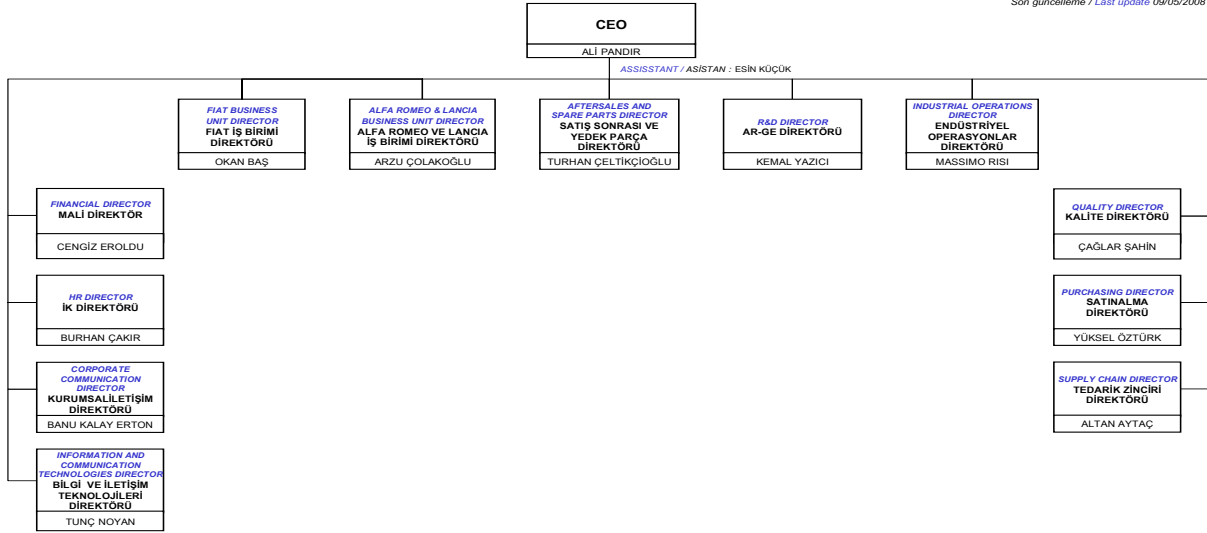 Son güncelleme / Last update 09/05/2008
CEO
ALİ PANDIR
ASSISSTANT / ASİSTAN : ESİN KÜÇÜK
FIAT BUSINESS
UNIT DIRECTOR
FIAT İŞ BİRİMİ
DİREKTÖRÜ
OKAN BAŞ
ALFA ROMEO & LANCIA
BUSINESS UNIT DIRECTOR
ALFA ROMEO VE LANCIA
İŞ BİRİMİ DİREKTÖRÜ
ARZU ÇOLAKOĞLU
AFTERSALES AND
SPARE PARTS DIRECTOR
SATIŞ SONRASI VE
YEDEK PARÇA
DİREKTÖRÜ
TURHAN ÇELTİKÇİOĞLU
R&D DIRECTOR
AR-GE DİREKTÖRÜ
KEMAL YAZICI
INDUSTRIAL OPERATIONS
DIRECTOR
ENDÜSTRİYEL
OPERASYONLAR
DİREKTÖRÜ
MASSIMO RISI
FINANCIAL DIRECTOR
MALİ DİREKTÖR
CENGİZ EROLDU
QUALITY DIRECTOR
KALİTE DİREKTÖRÜ
ÇAĞLAR ŞAHİN
HR DIRECTOR
İK DİREKTÖRÜ
BURHAN ÇAKIR
PURCHASING DIRECTOR
SATINALMA
DİREKTÖRÜ
YÜKSEL ÖZTÜRK
CORPORATE
COMMUNICATION
DIRECTOR
KURUMSALİLETİŞİM
DİREKTÖRÜ
BANU KALAY ERTON
SUPPLY CHAIN DIRECTOR
TEDARİK ZİNCİRİ
DİREKTÖRÜ
ALTAN AYTAÇ
INFORMATION AND
COMMUNICATION
TECHNOLOGIES DIRECTOR
BİLGİ VE İLETİŞİM
TEKNOLOJİLERİ
DİREKTÖRÜ
TUNÇ NOYAN